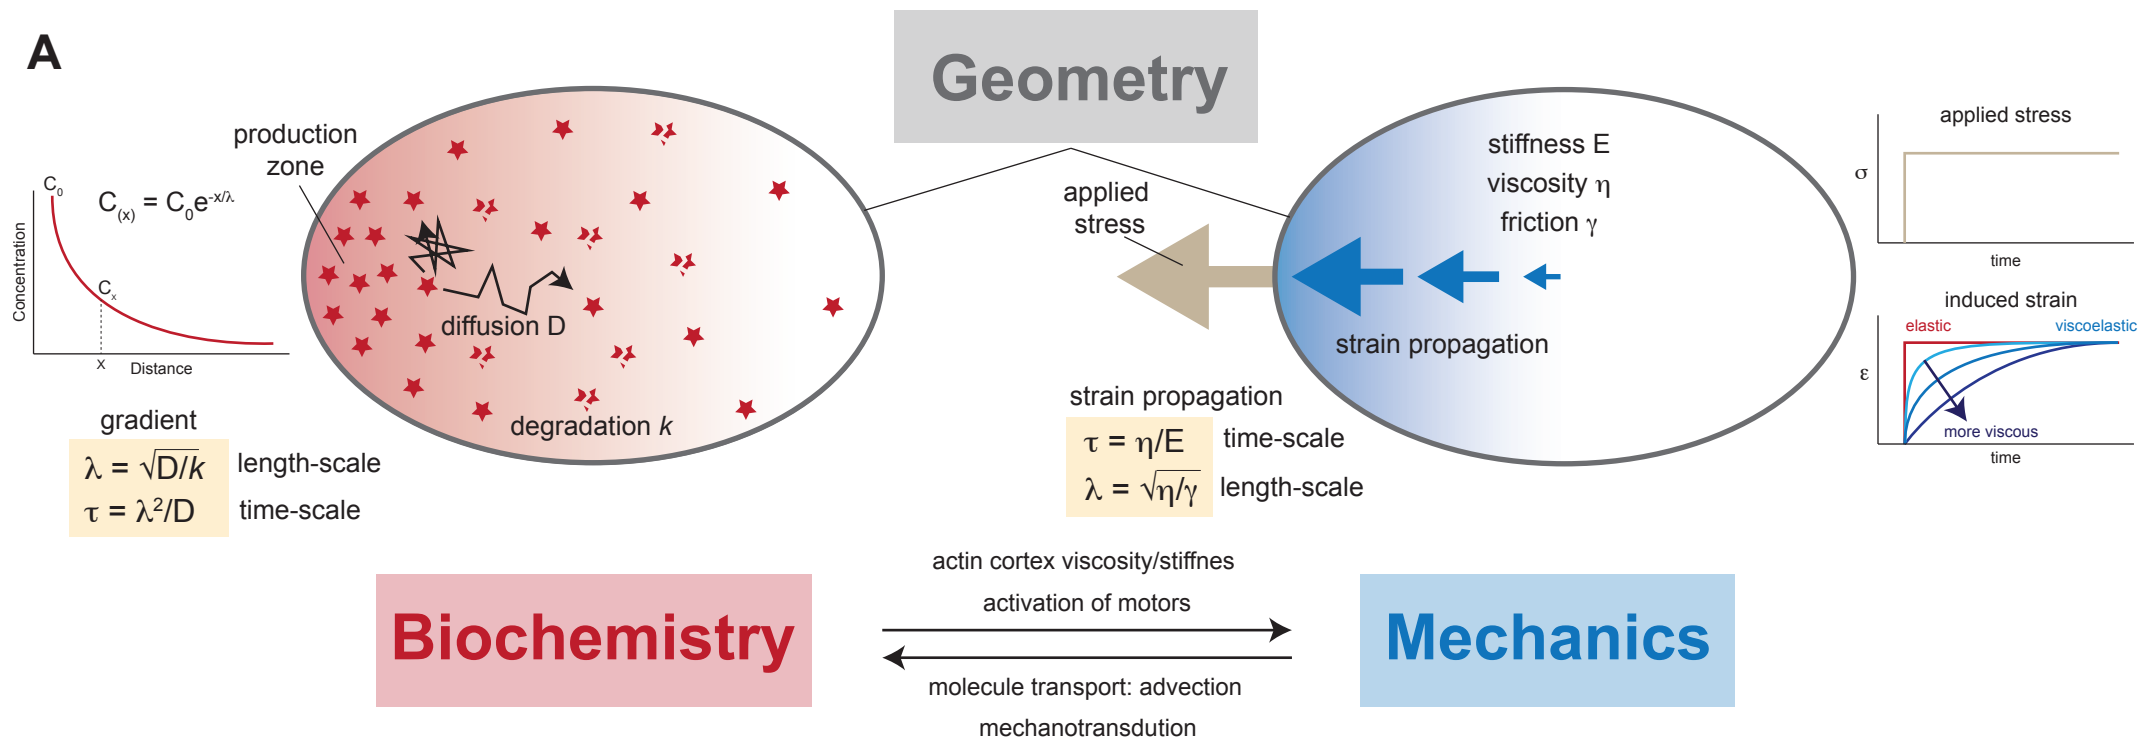 A
Geometry
production
zone
C0
C(x) = C0e-x/λ
Concentration
Cx
x
Distance
diffusion D
degradation k
gradient
λ = √D/k
length-scale
τ = λ2/D
time-scale
applied
stress
stiffness E
viscosity η
friction γ
strain propagation
strain propagation
τ = η/E
time-scale
λ = √η/γ
length-scale
applied stress
σ
time
induced strain
elastic
viscoelastic
ε
more viscous
time
Biochemistry
actin cortex viscosity/stiffnes
activation of motors
molecule transport: advection
mechanotransdution
Mechanics